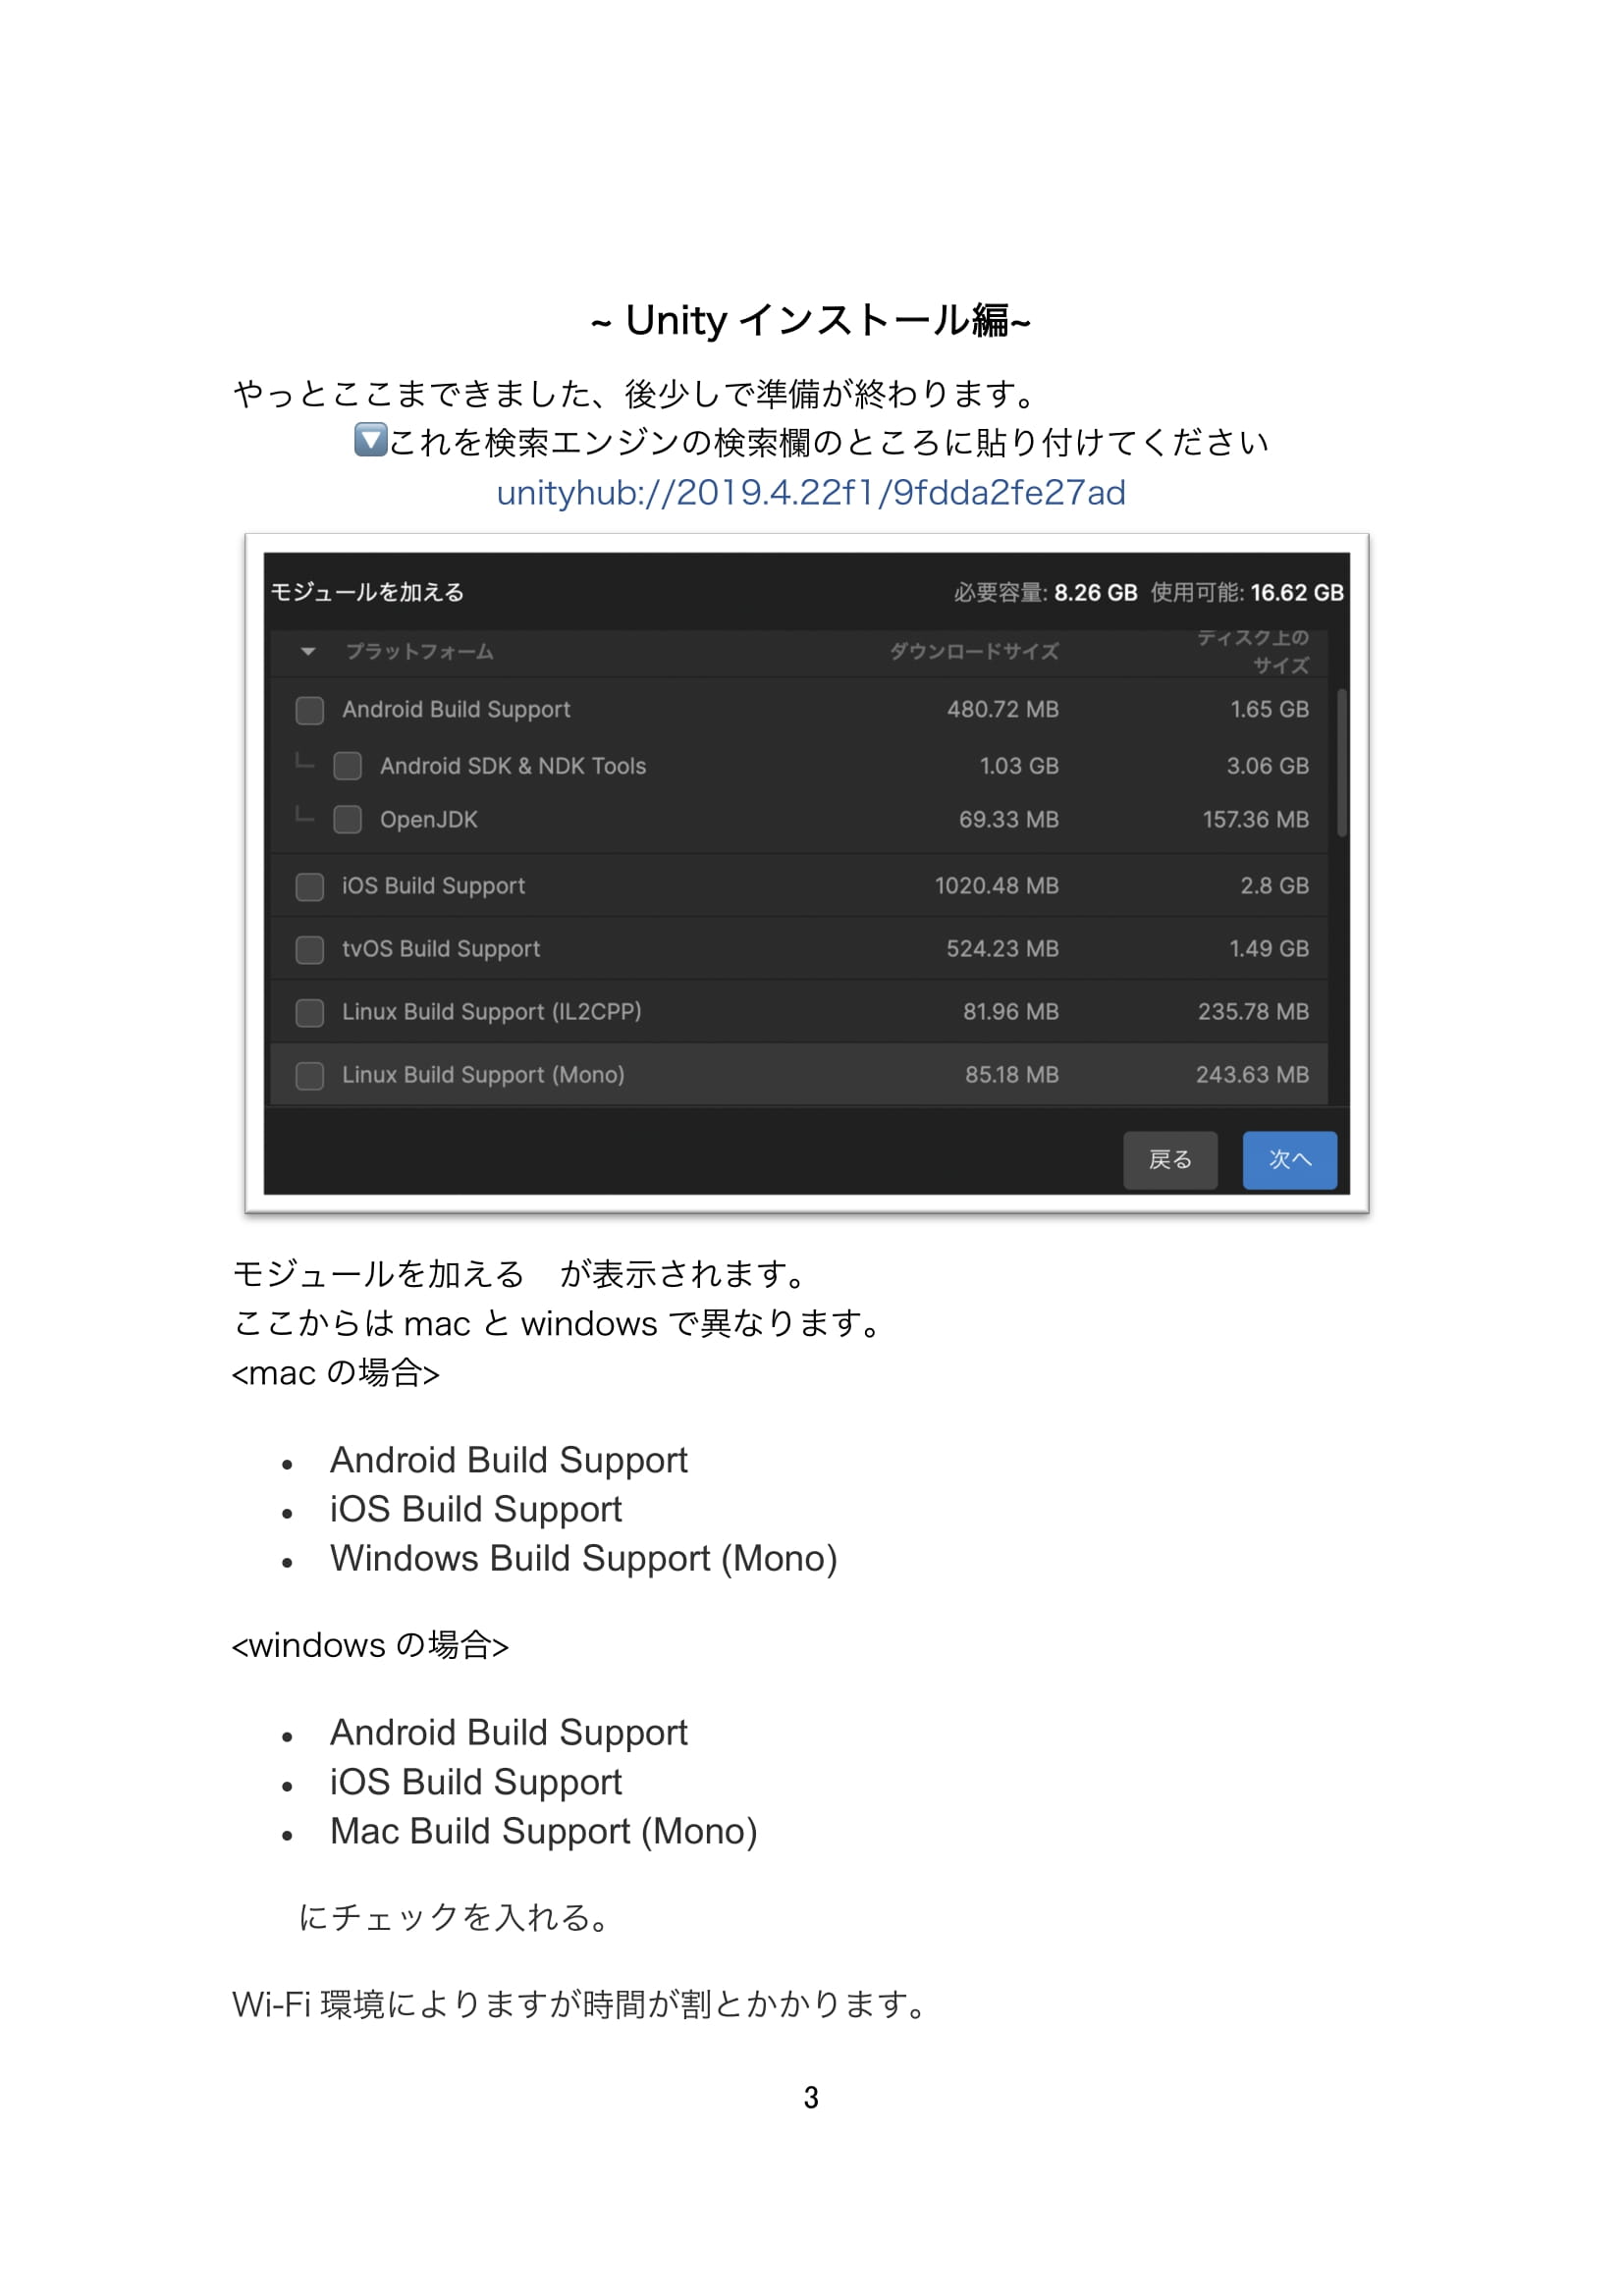 ~ Unity インストール編~
やっとここまできました、後少しで準備が終わります。
🔽これを検索エンジンの検索欄のところに貼り付けてください
unityhub://2019.4.22f1/9fdda2fe27ad
モジュールを加える 必要容量: 8.26 GB 使用可能: 16.62 GB
プラットフォーム ダウンロードサイズ ディスク上のサイズ
Android Build Support 480.72 MB 1.65 GB
Android SDK & NDK Tools 1.03 GB 3.06 GB
OpenJDK 69.33 MB 157.36 MB
iOS Build Support 1020.48 MB 2.8 GB
tvOS Build Support 524.23 MB 1.49 GB
Linux Build Support (IL2CPP) 81.96 MB 235.78 MB
Linux Build Support (Mono) 85.18 MB 243.63 MB
戻る 次へ
モジュールを加える　が表示されます。
ここからは mac と windows で異なります。
<mac の場合>
• Android Build Support
• iOS Build Support
• Windows Build Support (Mono)
<windows の場合>
• Android Build Support
• iOS Build Support
• Mac Build Support (Mono)
にチェックを入れる。
Wi-Fi 環境によりますが時間が割とかかります。
3